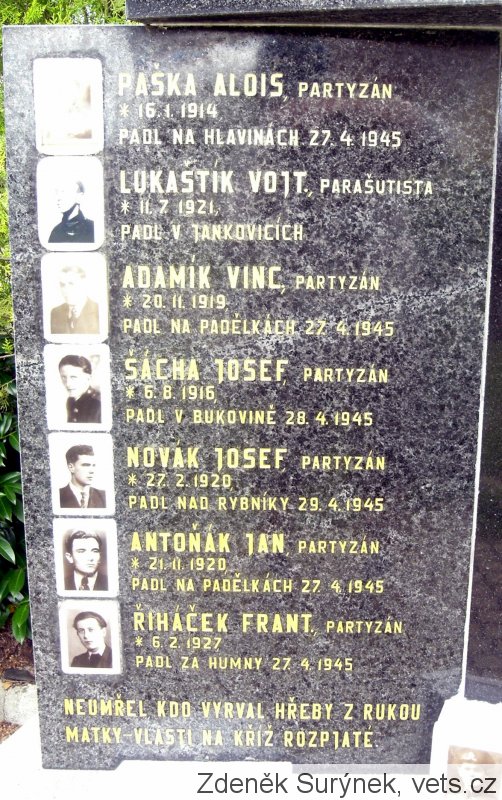 PAŠKA ALOIS, PARTYZÁN
* 16. 1. 1914
PADL NA HLAVINÁCH 27. 4. 1945
LUKAŠTÍK VOJT., PARAŠUTISTA
* 11. 7. 1921,
PADL V JANKOVICÍCH
ADAMÍK VINC., PARTYZÁN
* 20. 11. 1919
PADL NA PADĚLKÁCH 27. 4. 1945
ŠÁCHA JOSEF, PARTYZÁN
* 6. 8. 1916,
PADL V BUKOVINĚ 28. 4. 1945
NOVÁK JOSEF PARTYZÁN
* 27. 2. 1920,
PADL NAD RYBNÍKY 29. 4. 1945
ANTOŇÁK JAN, PARTYZÁN
* 21. 11. 1920
PADL NA PADĚLKÁCH 27. 4. 1945
ŘIHÁČEK FRANT., PARTYZÁN
* 6. 2. 1927
PADL ZA HUMNY 27. 4. 1945
NEUMŘEL, KDO VYRVAL HŘEBY Z RUKOU
MATKY-VLASTI NA KŘÍŽ ROZPJATÉ.
Zdeněk Surýnek, vets.cz